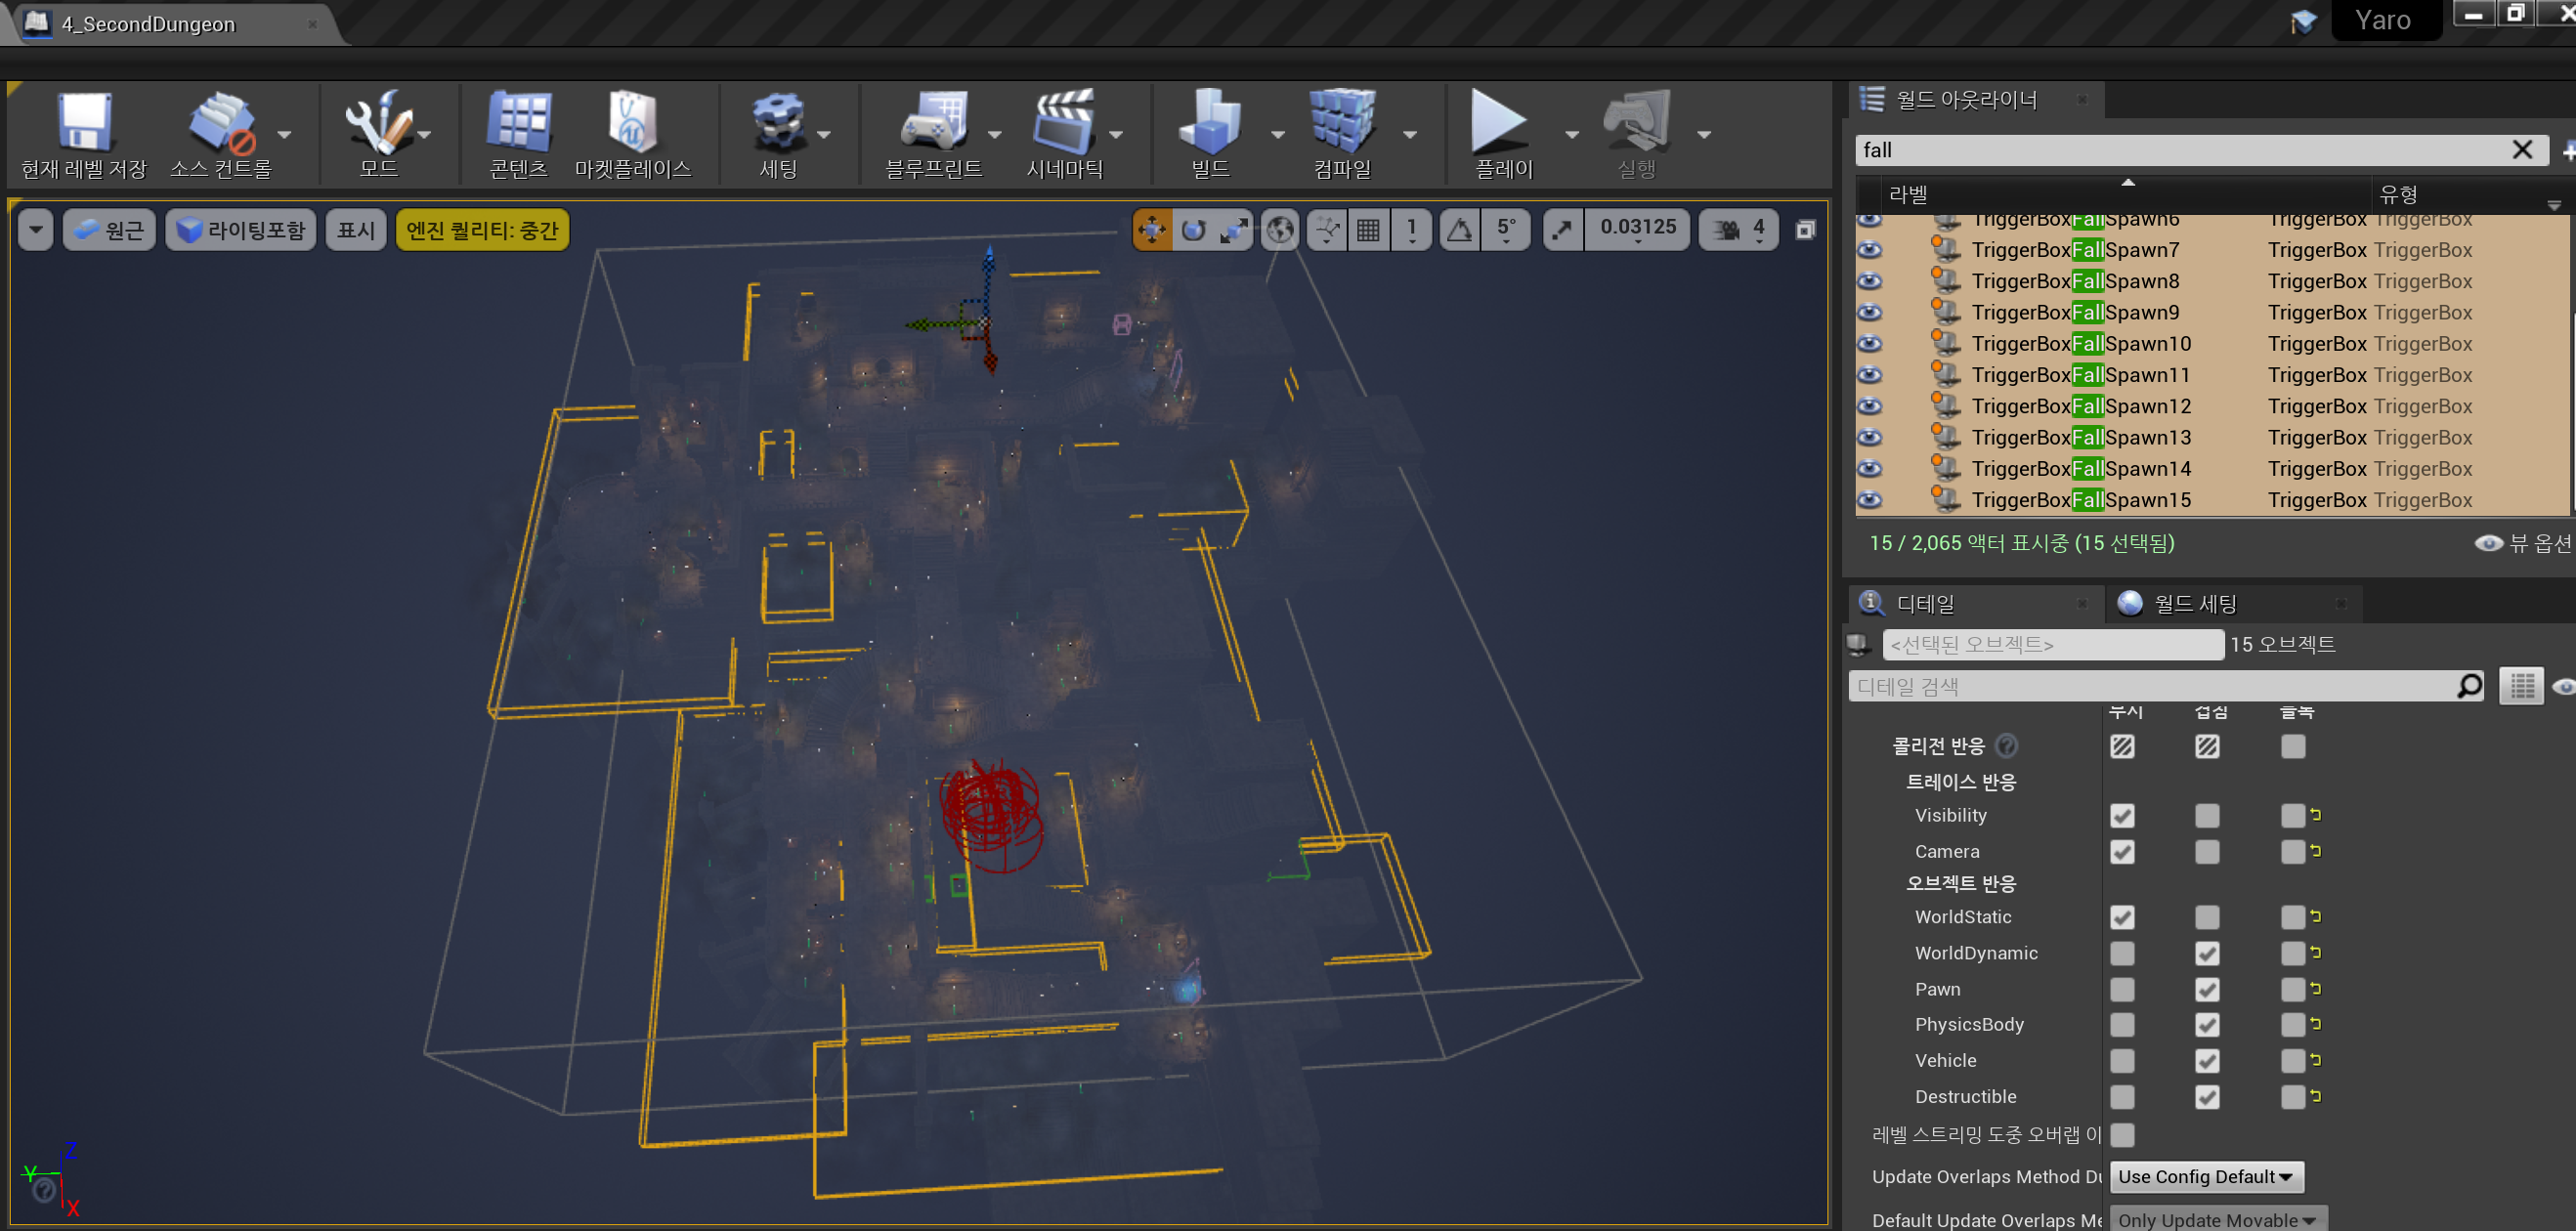 4_SecondDungeon
Yaro
현재 레벨 저장
소스 컨트롤
모드
콘텐츠
마켓플레이스
세팅
블루프린트
시네마틱
빌드
컴파일
플레이
실행
원근
라이팅포함
표시
엔진 퀄리티: 중간
1
5°
0.03125
4
Z
Y
X
월드 아웃라이너
fall
라벨 유형
TriggerBoxFallSpawn6 TriggerBox TriggerBox
TriggerBoxFallSpawn7 TriggerBox TriggerBox
TriggerBoxFallSpawn8 TriggerBox TriggerBox
TriggerBoxFallSpawn9 TriggerBox TriggerBox
TriggerBoxFallSpawn10 TriggerBox TriggerBox
TriggerBoxFallSpawn11 TriggerBox TriggerBox
TriggerBoxFallSpawn12 TriggerBox TriggerBox
TriggerBoxFallSpawn13 TriggerBox TriggerBox
TriggerBoxFallSpawn14 TriggerBox TriggerBox
TriggerBoxFallSpawn15 TriggerBox TriggerBox
15 / 2,065 액터 표시중 (15 선택됨)
뷰 옵션
디테일
월드 세팅
<선택된 오브젝트> 15 오브젝트
디테일 검색
무시 겹침 블록
콜리전 반응
트레이스 반응
Visibility
Camera
오브젝트 반응
WorldStatic
WorldDynamic
Pawn
PhysicsBody
Vehicle
Destructible
레벨 스트리밍 도중 오버랩 이
Update Overlaps Method Du Use Config Default
Default Update Overlaps Me Only Update Movable